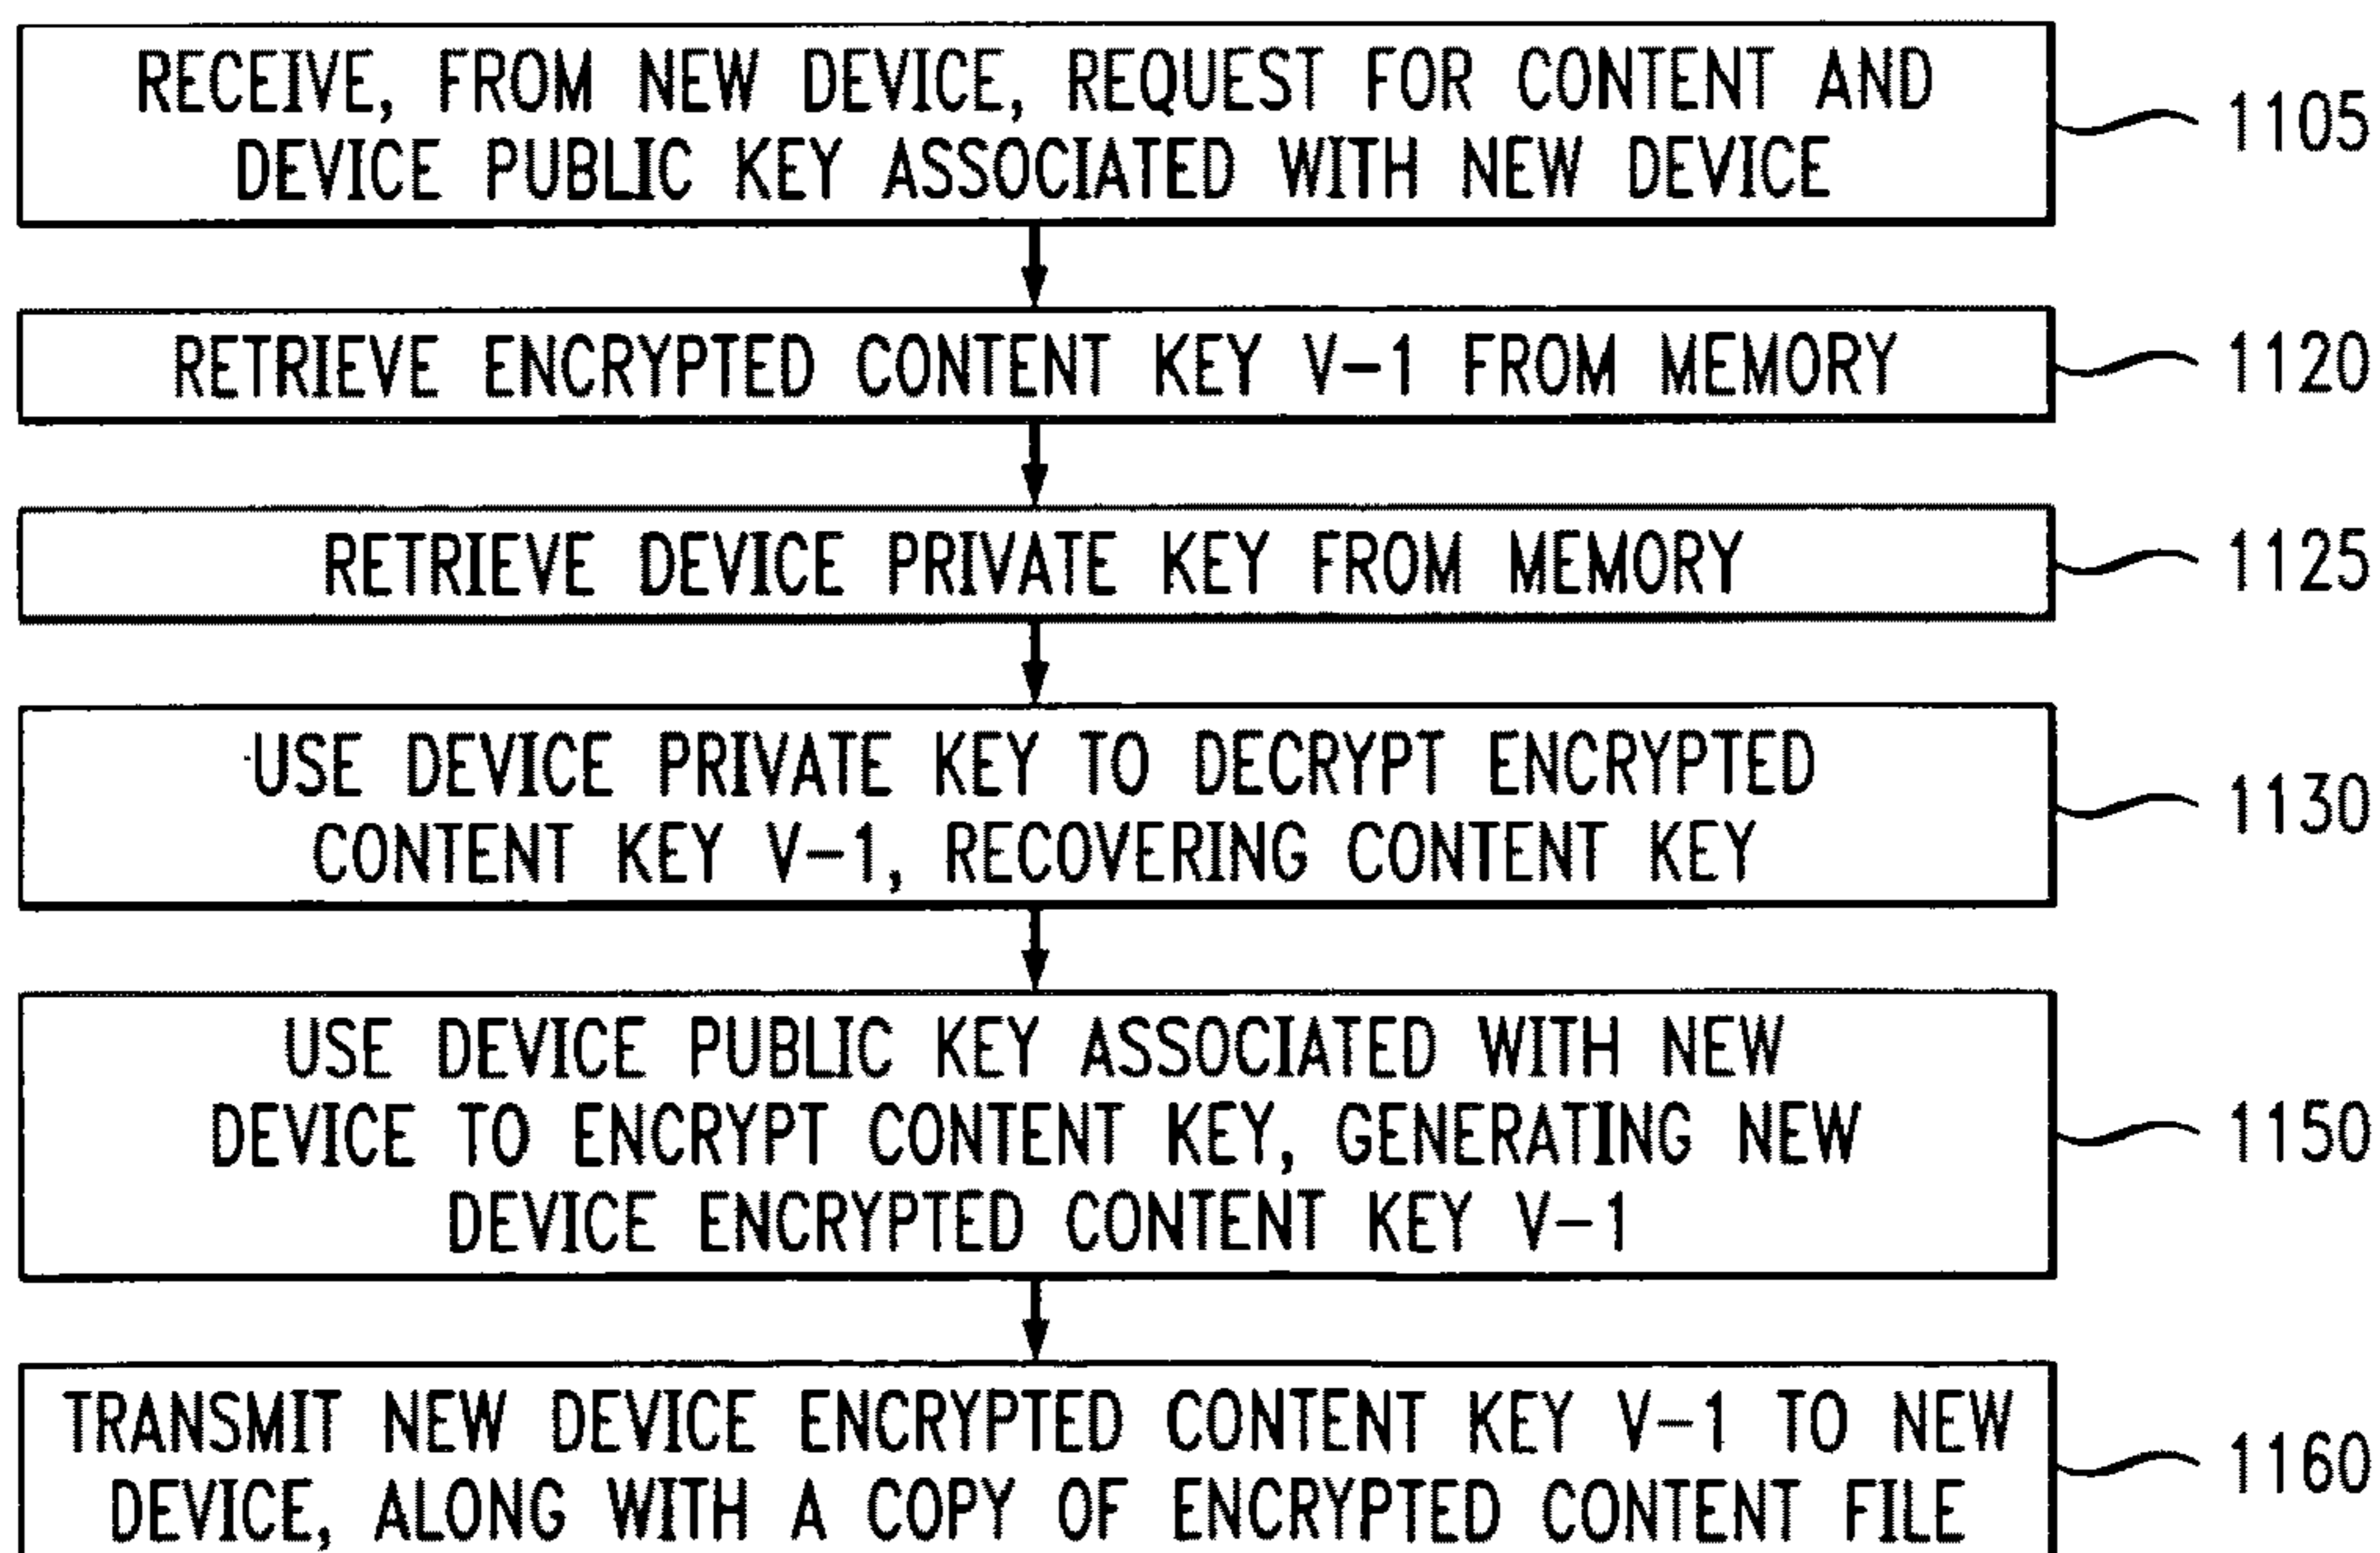 RECEIVE, FROM NEW DEVICE, REQUEST FOR CONTENT AND
DEVICE PUBLIC KEY ASSOCIATED WITH NEW DEVICE
1105
RETRIEVE ENCRYPTED CONTENT KEY V-1 FROM MEMORY
1120
RETRIEVE DEVICE PRIVATE KEY FROM MEMORY
1125
USE DEVICE PRIVATE KEY TO DECRYPT ENCRYPTED
CONTENT KEY V-1, RECOVERING CONTENT KEY
1130
USE DEVICE PUBLIC KEY ASSOCIATED WITH NEW
DEVICE TO ENCRYPT CONTENT KEY, GENERATING NEW
DEVICE ENCRYPTED CONTENT KEY V-1
1150
TRANSMIT NEW DEVICE ENCRYPTED CONTENT KEY V-1 TO NEW
DEVICE, ALONG WITH A COPY OF ENCRYPTED CONTENT FILE
1160